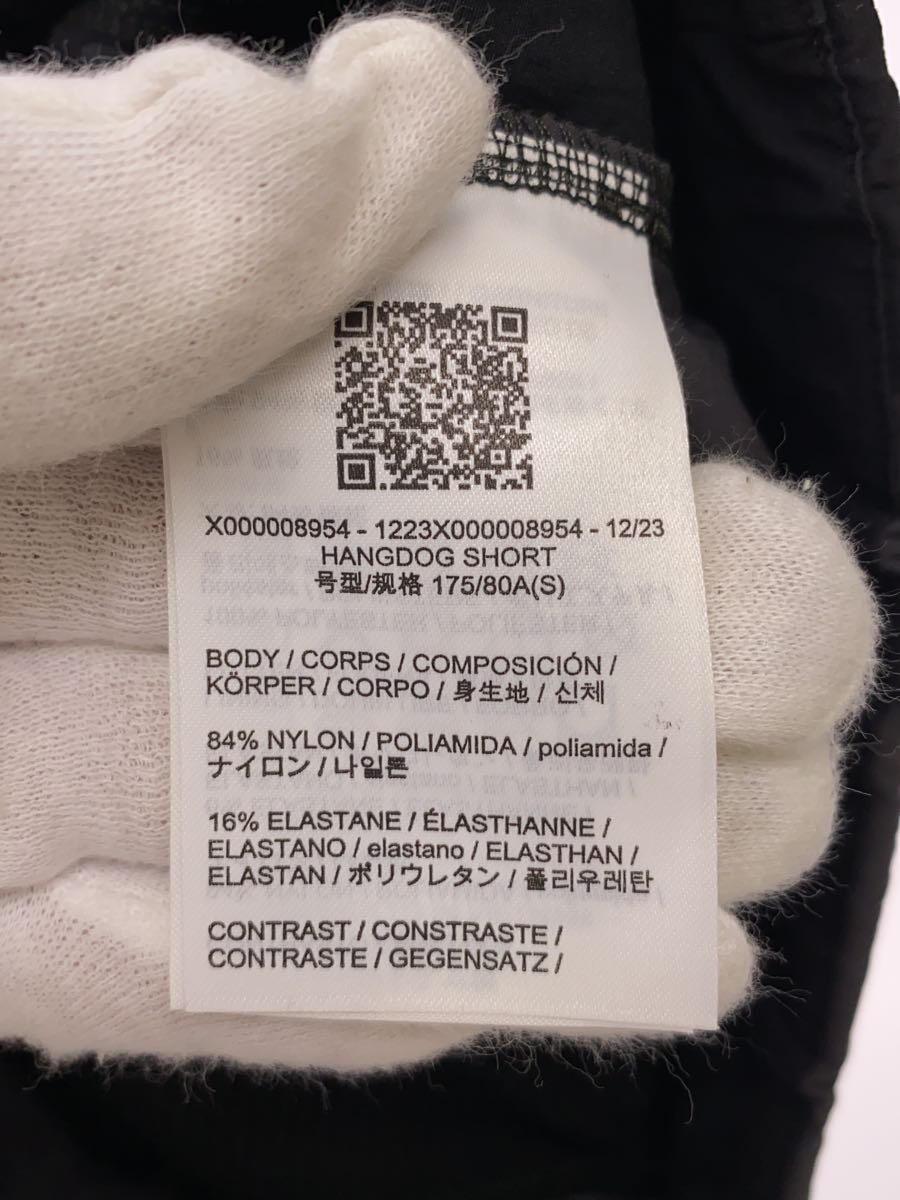 X000008954 - 1223X000008954 - 12/23
HANGDOG SHORT
号型/规格 175/80A(S)
BODY / CORPS / COMPOSICIÓN /
KÖRPER / CORPO / 身生地 / 신체
84% NYLON / POLIAMIDA / poliamida /
ナイロン / 나일론
16% ELASTANE / ÉLASTHANNE /
ELASTANO / elastano / ELASTHAN /
ELASTAN / ポリウレタン / 폴리우레탄
CONTRAST / CONSTRASTE /
CONTRASTE / GEGENSATZ /